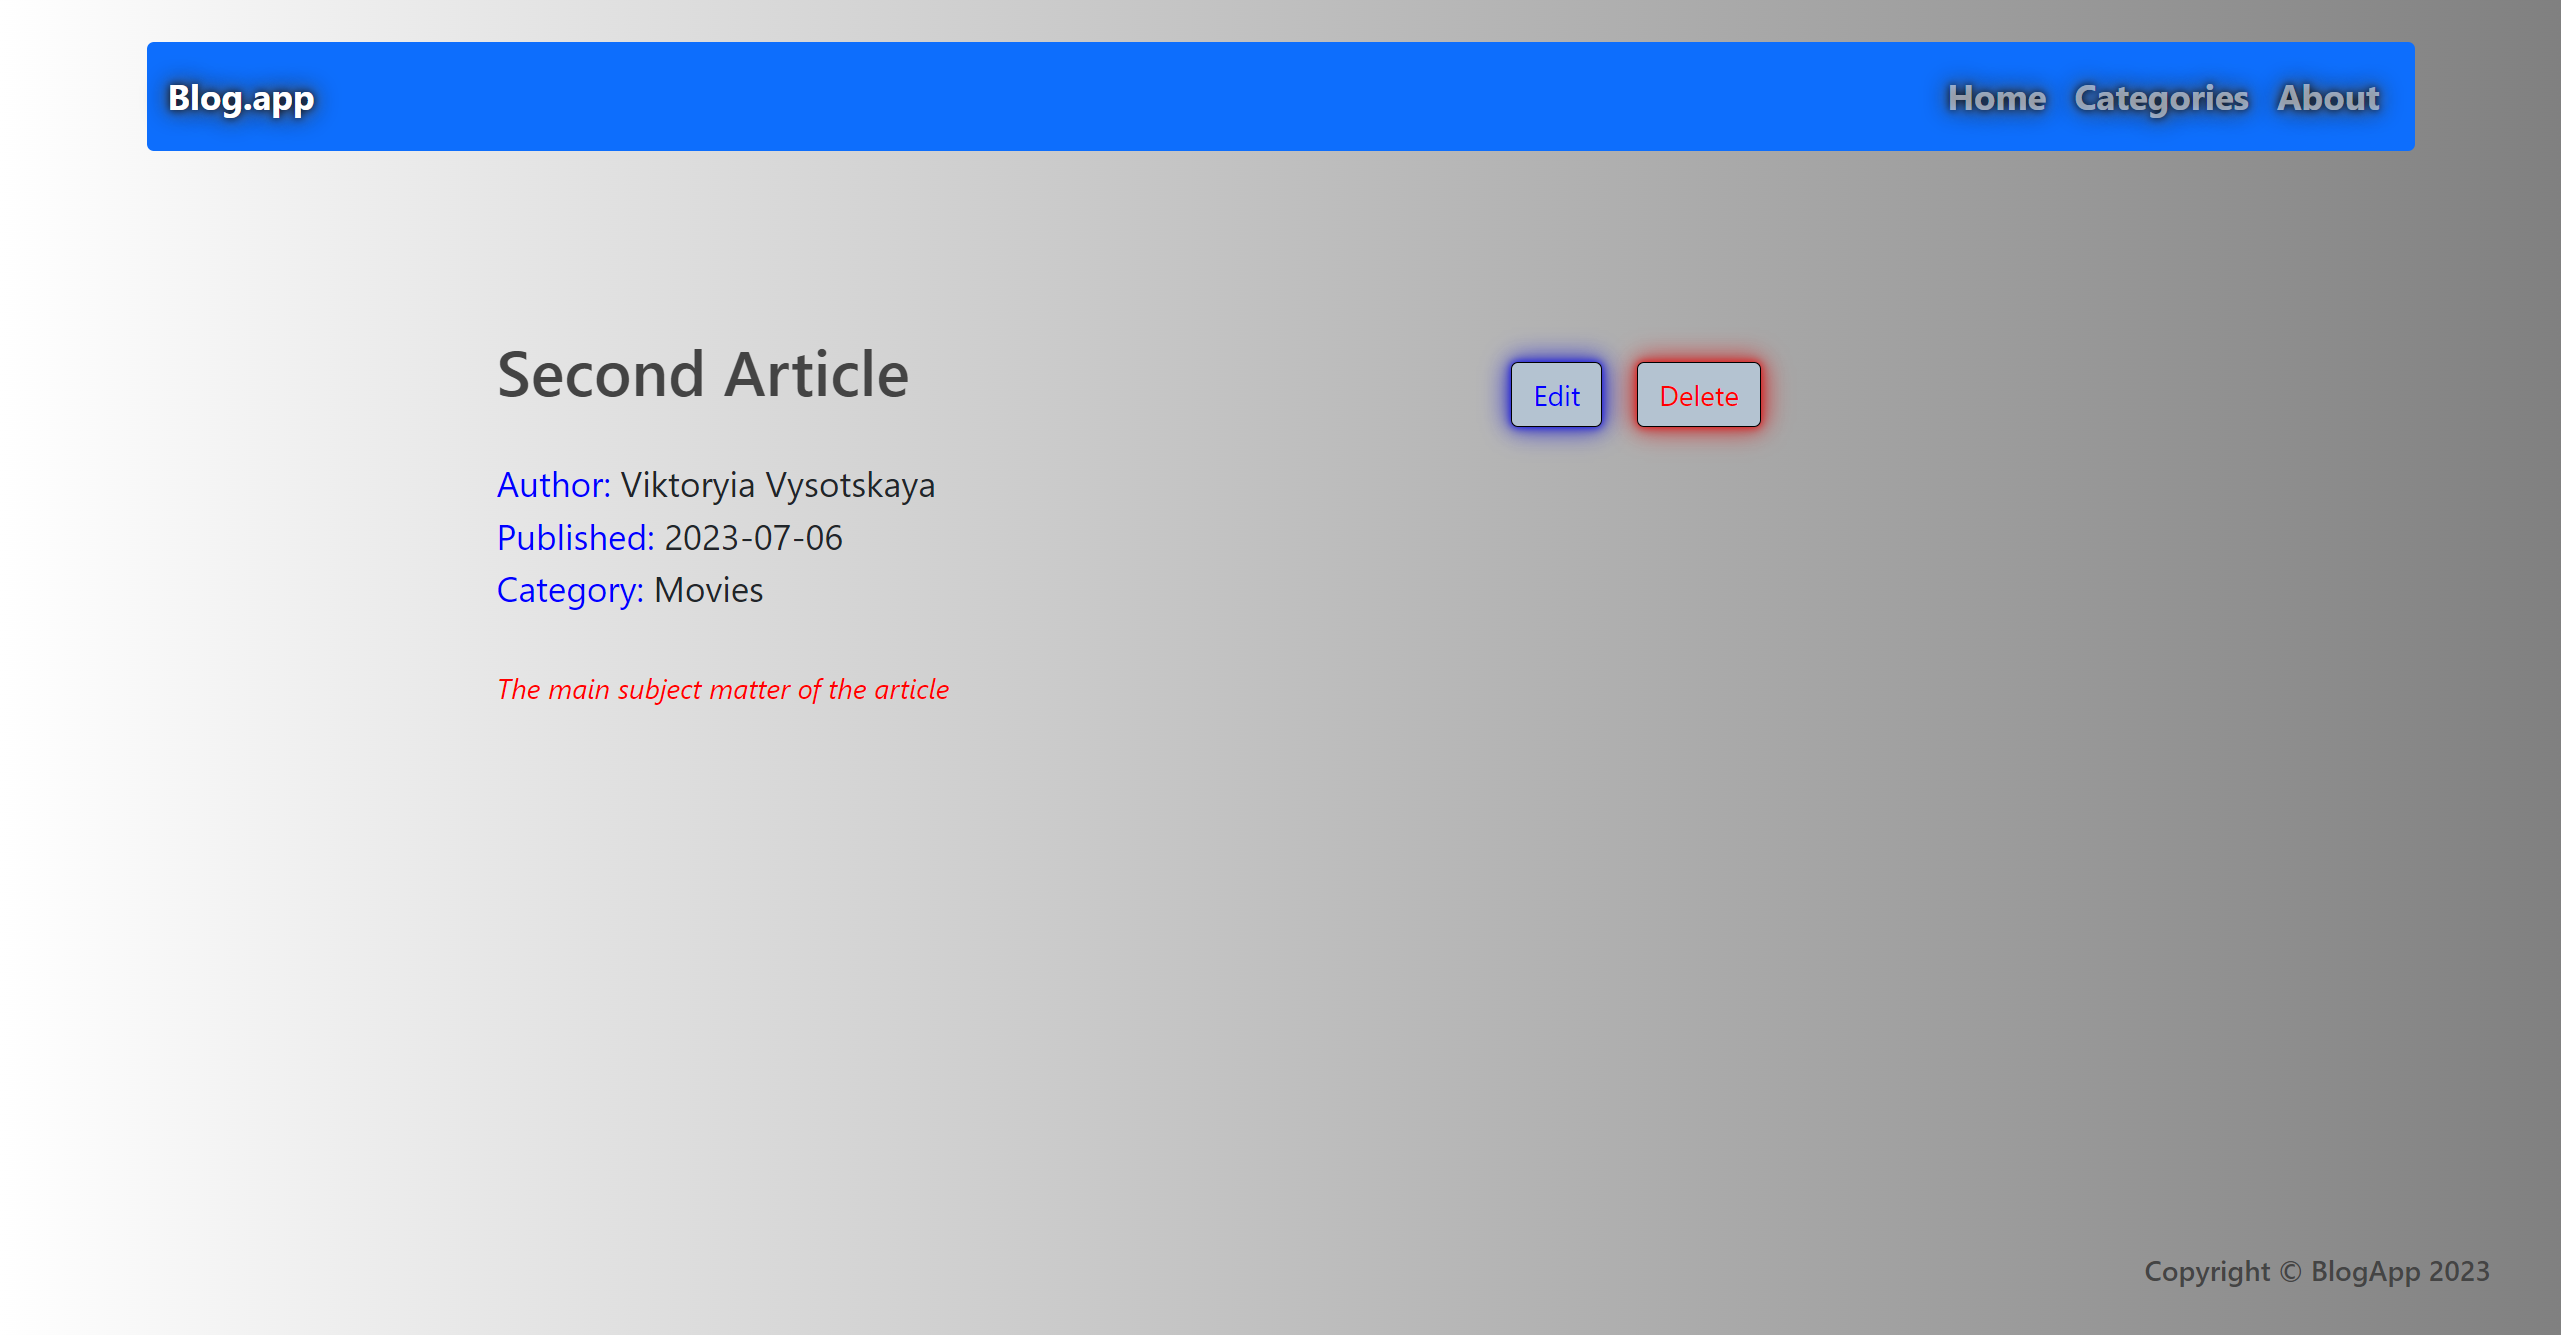 Blog.app
Home Categories About
Second Article
Edit Delete
Author: Viktoryia Vysotskaya
Published: 2023-07-06
Category: Movies
The main subject matter of the article
Copyright © BlogApp 2023